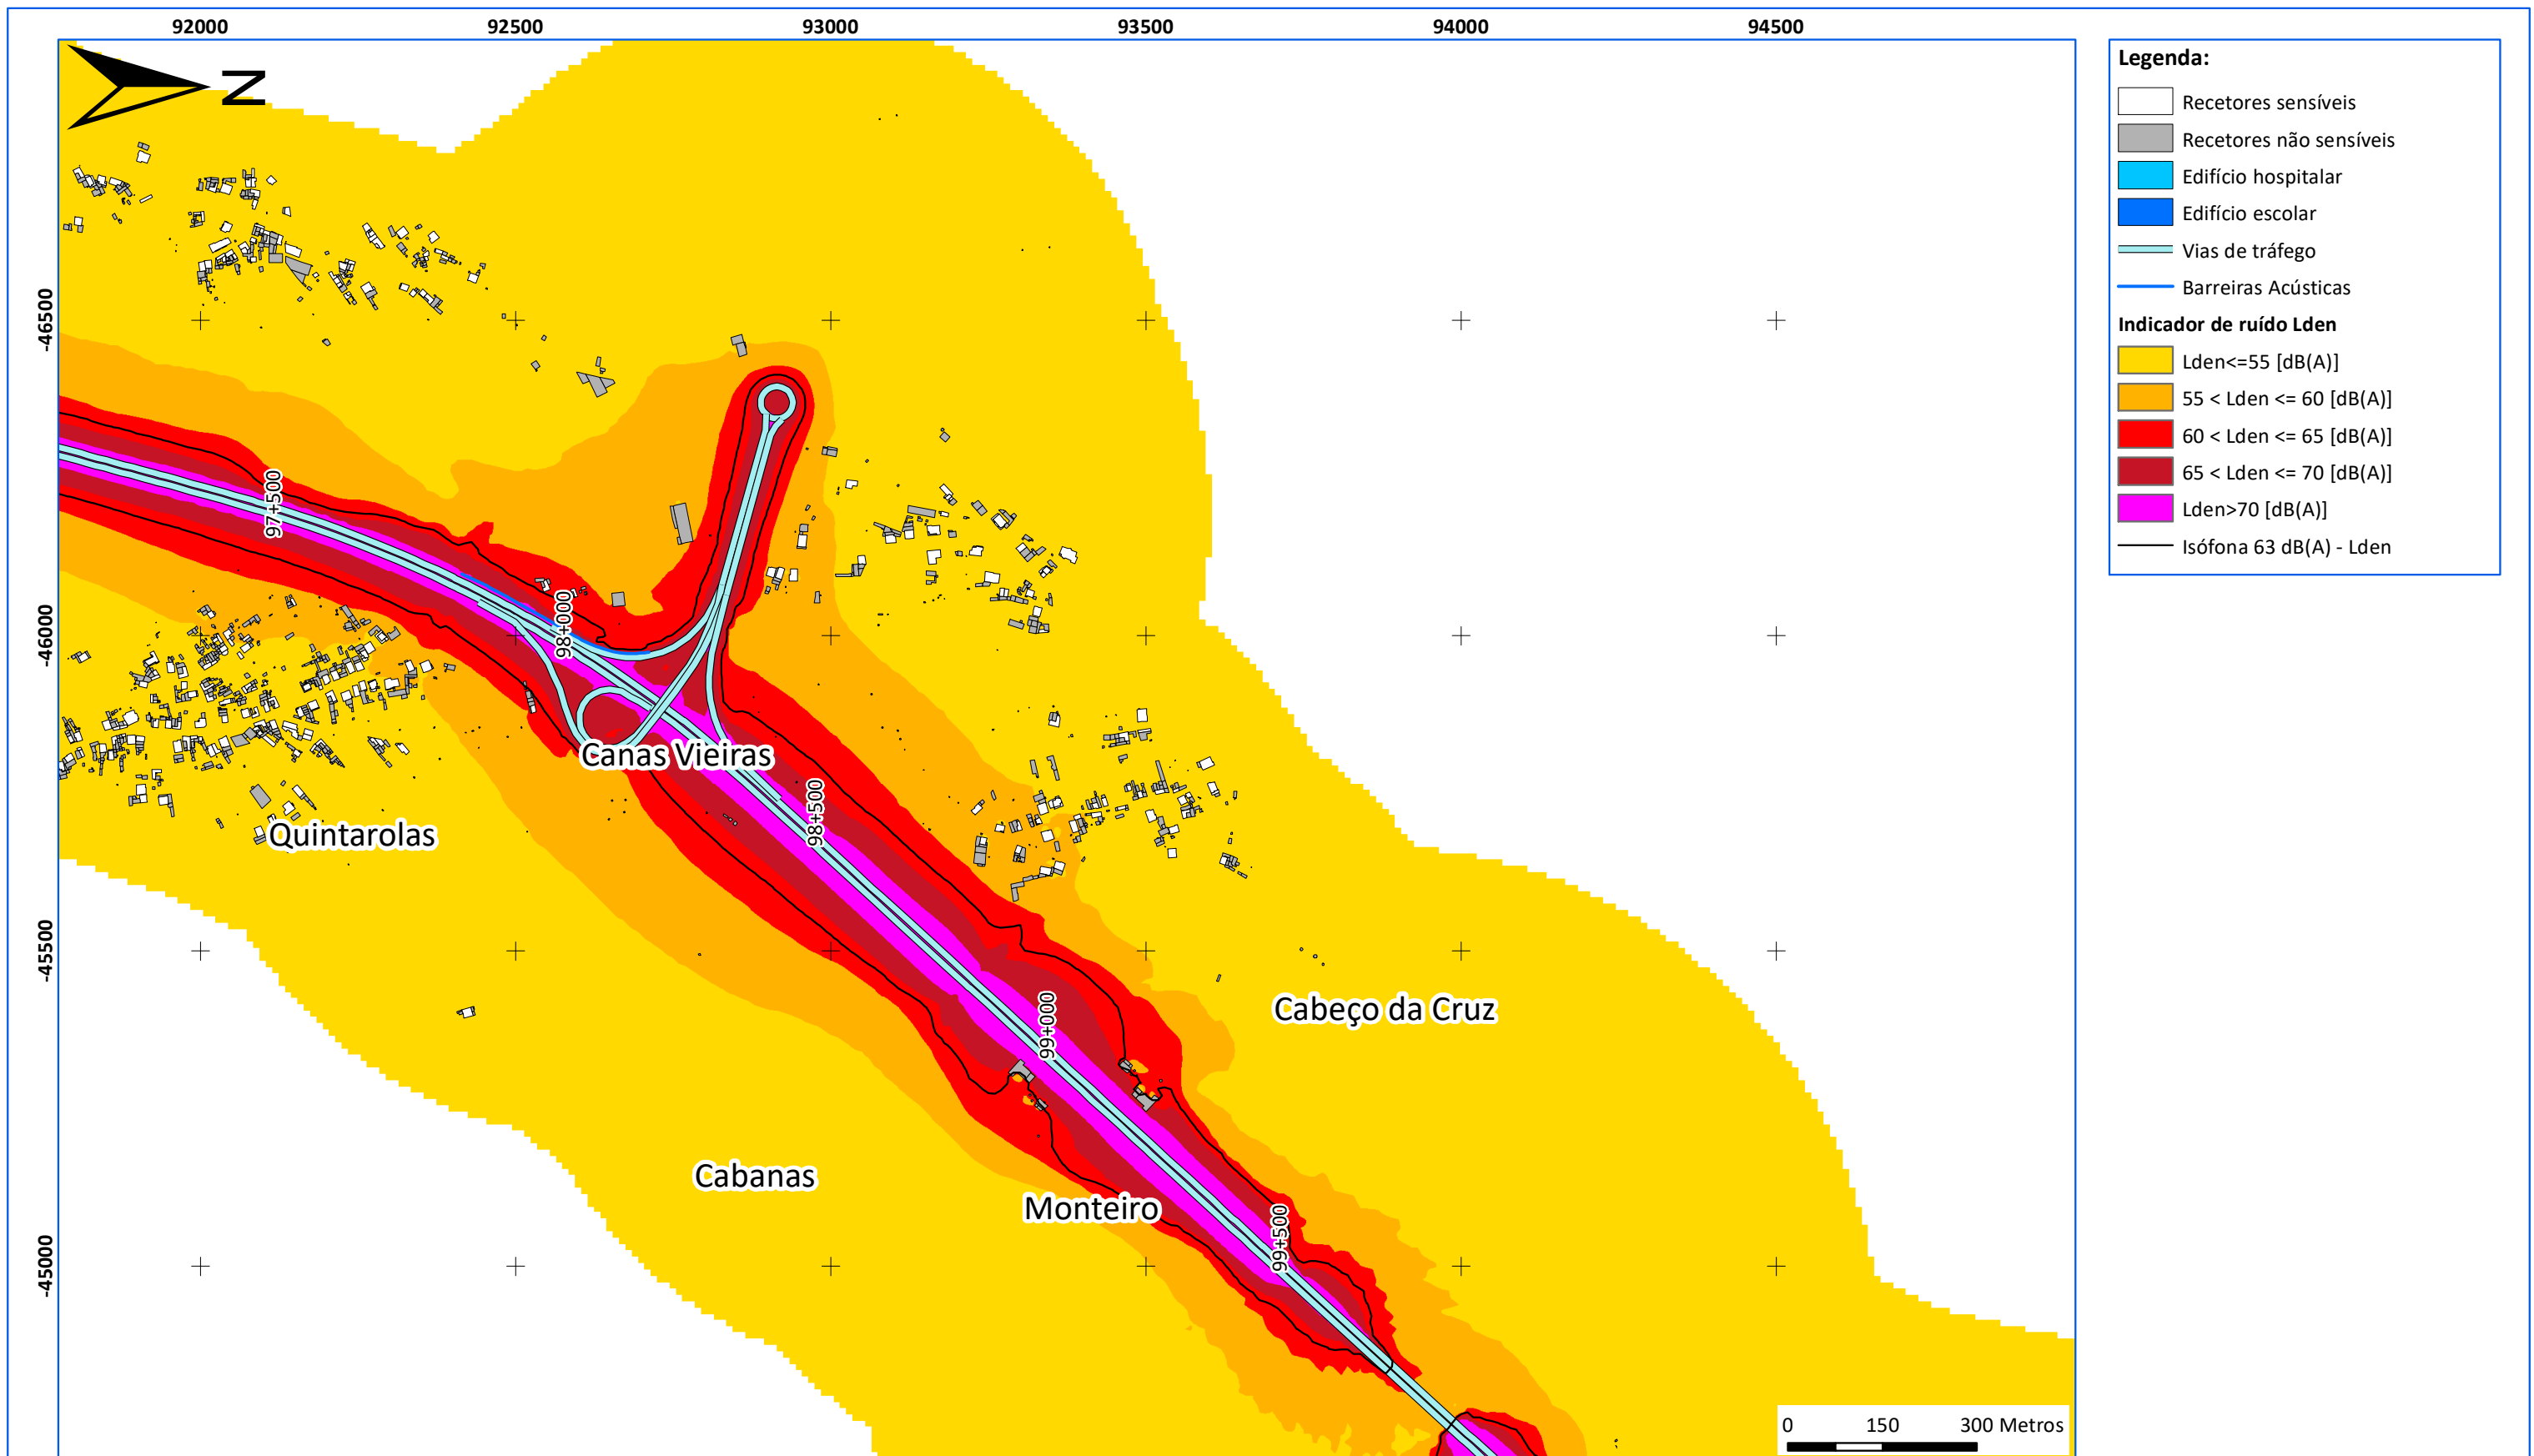 92000 92500 93000 93500 94000 94500
N
-46500
-46000
-45500
-45000
97+500
98+000
98+500
99+000
99+500
Canas Vieiras
Quintarolas
Cabeço da Cruz
Cabanas
Monteiro
0 150 300 Metros
Legenda:
Recetores sensíveis
Recetores não sensíveis
Edifício hospitalar
Edifício escolar
Vias de tráfego
Barreiras Acústicas
Indicador de ruído Lden
Lden<=55 [dB(A)]
55 < Lden <= 60 [dB(A)]
60 < Lden <= 65 [dB(A)]
65 < Lden <= 70 [dB(A)]
Lden>70 [dB(A)]
Isófona 63 dB(A) - Lden